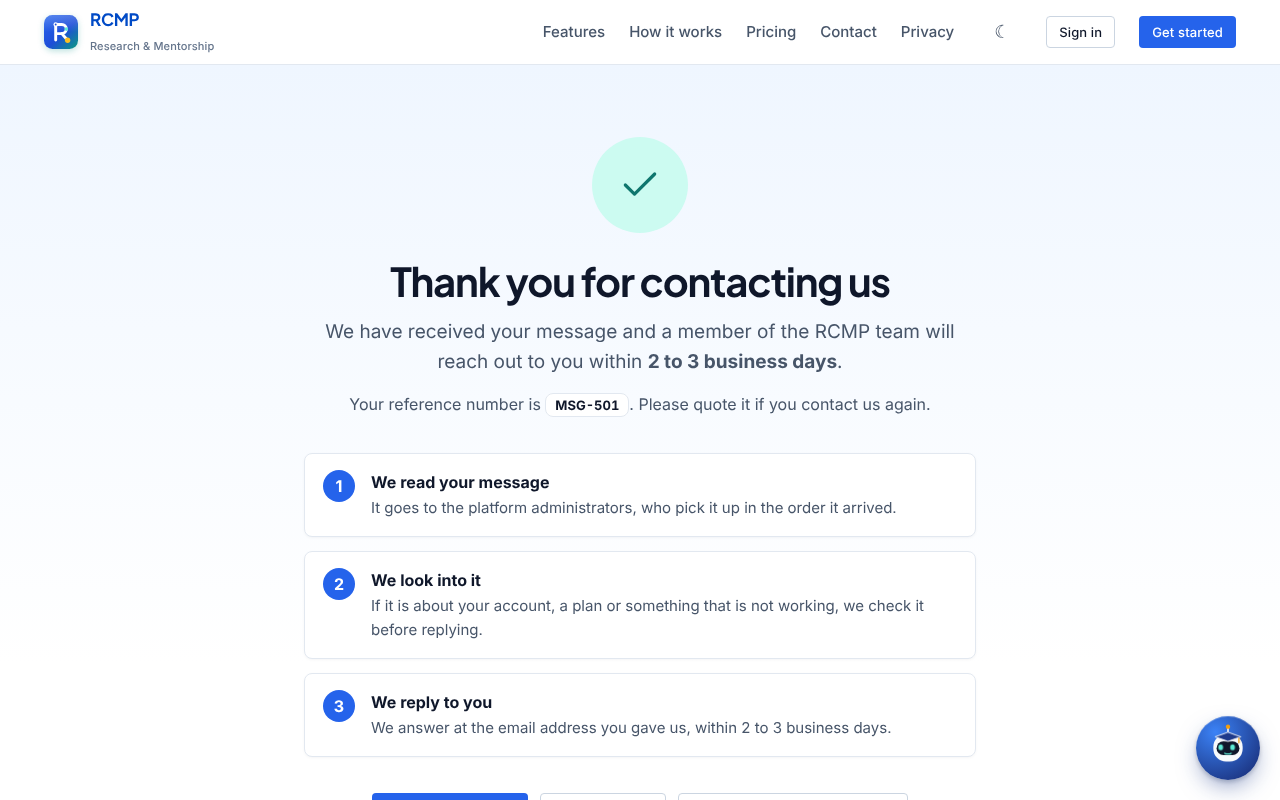 RCMP
Research & Mentorship
Features
How it works
Pricing
Contact
Privacy
Sign in
Get started
Thank you for contacting us
We have received your message and a member of the RCMP team will
reach out to you within 2 to 3 business days.
Your reference number is MSG-501. Please quote it if you contact us again.
1
We read your message
It goes to the platform administrators, who pick it up in the order it arrived.
2
We look into it
If it is about your account, a plan or something that is not working, we check it
before replying.
3
We reply to you
We answer at the email address you gave us, within 2 to 3 business days.